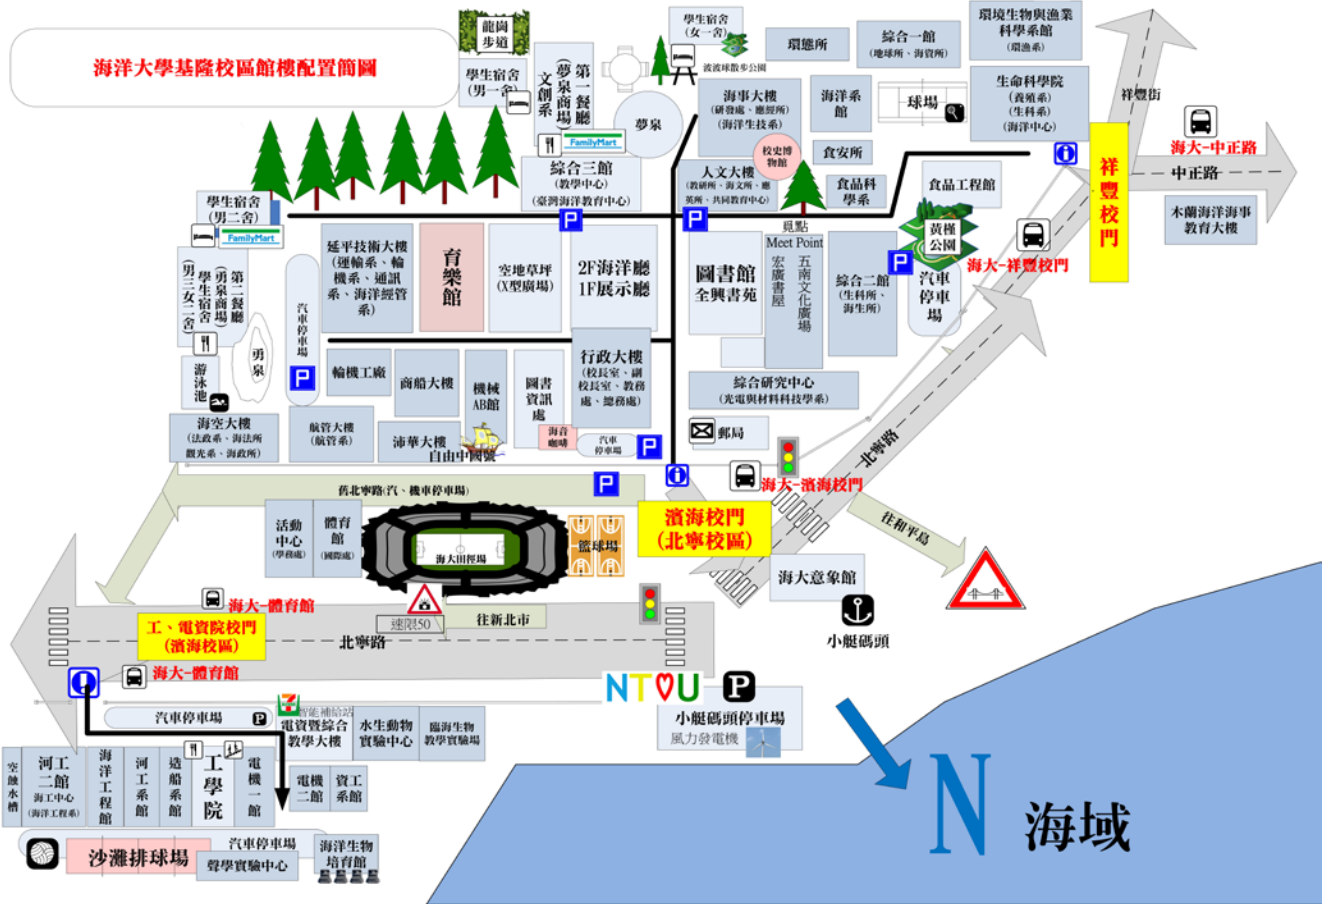 海洋大學基隆校區館樓配置簡圖
龍崗
步道
學生宿舍
(男一舍)
第一餐廳
(夢泉商場)
文創系
FamilyMart
學生宿舍
(女一舍)
波波球散步公園
夢泉
環態所
綜合一館
(地球所、海資所)
環境生物與漁業
科學系館
(環漁系)
海事大樓
(研發處、應經所)
(海洋生技系)
海洋系
館
球場
生命科學院
(養殖系)
(生科系)
(海洋中心)
校史博
物館
食安所
人文大樓
(教研所、海文所、應
英所、共同教育中心)
食品科
學系
食品工程館
綜合三館
(教學中心)
(臺灣海洋教育中心)
祥豐街
海大-中正路
中正路
木蘭海洋海事
教育大樓
祥豐校門
海大-祥豐校門
黃槿
公園
汽車
停車
場
學生宿舍
(男二舍)
FamilyMart
第二餐廳
(勇泉商場)
學生宿舍
(男三女二舍)
延平技術大樓
(運輸系、輪
機系、通訊
系、海洋經管
系)
育樂館
空地草坪
(X型廣場)
2F海洋廳
1F展示廳
圖書館
仝興書苑
覓點
Meet Point
五南文化廣場
宏廣書屋
綜合二館
(生科所、
海生所)
汽車停車場
勇泉
游泳池
輪機工廠
商船大樓
機械
AB館
圖書
資訊
處
行政大樓
(校長室、副
校長室、教務
處、總務處)
綜合研究中心
(光電與材料科技學系)
海空大樓
(法政系、海法所
觀光系、海政所)
航管大樓
(航管系)
沛華大樓
自由中國號
海音
咖啡
汽車
停車場
郵局
海大-濱海校門
北寧路
舊北寧路(汽、機車停車場)
濱海校門
(北寧校區)
往和平島
活動
中心
(學務處)
體育
館
(國際處)
海大田徑場
籃球場
海大意象館
小艇碼頭
海大-體育館
工、電資院校門
(濱海校區)
速限50
往新北市
北寧路
海大-體育館
NTOU
小艇碼頭停車場
風力發電機
汽車停車場
智能補給站
電資暨綜合
教學大樓
水生動物
實驗中心
臨海生物
教學實驗場
空蝕水槽
河工
二館
海工中心
(海洋工程系)
海洋工程館
河工系館
造船系館
工學院
電機一館
電機
二館
資工
系館
汽車停車場
沙灘排球場
聲學實驗中心
海洋生物
培育館
N
海域